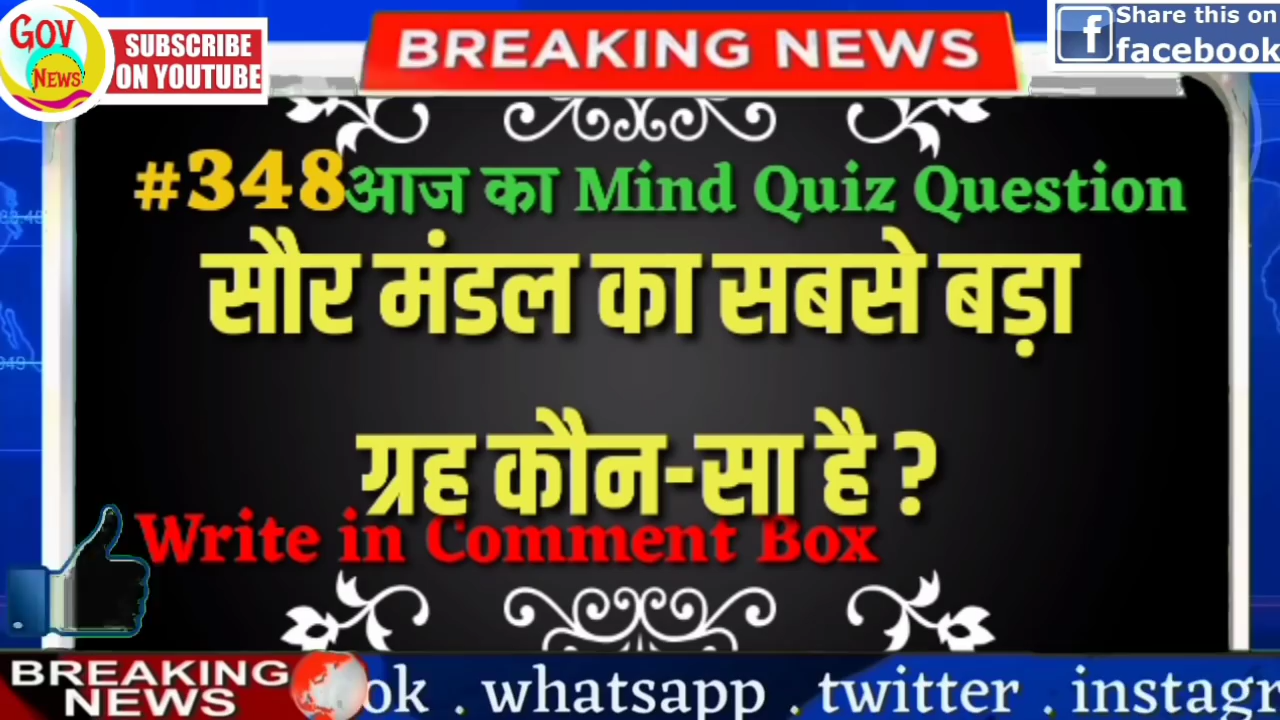 GOV
NEWS
SUBSCRIBE
ON YOUTUBE
BREAKING NEWS
Share this on
facebook
#348आज का Mind Quiz Question
सौर मंडल का सबसे बड़ा
ग्रह कौन-सा है ?
Write in Comment Box
BREAKING
NEWS
ok . whatsapp . twitter . instagr